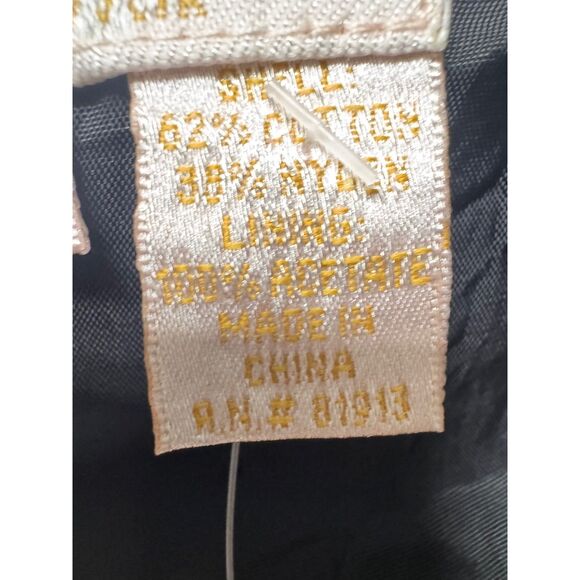 SHELL:
62% COTTON
38% NYLON
LINING:
100% ACETATE
MADE IN
CHINA
R.N.# 81913